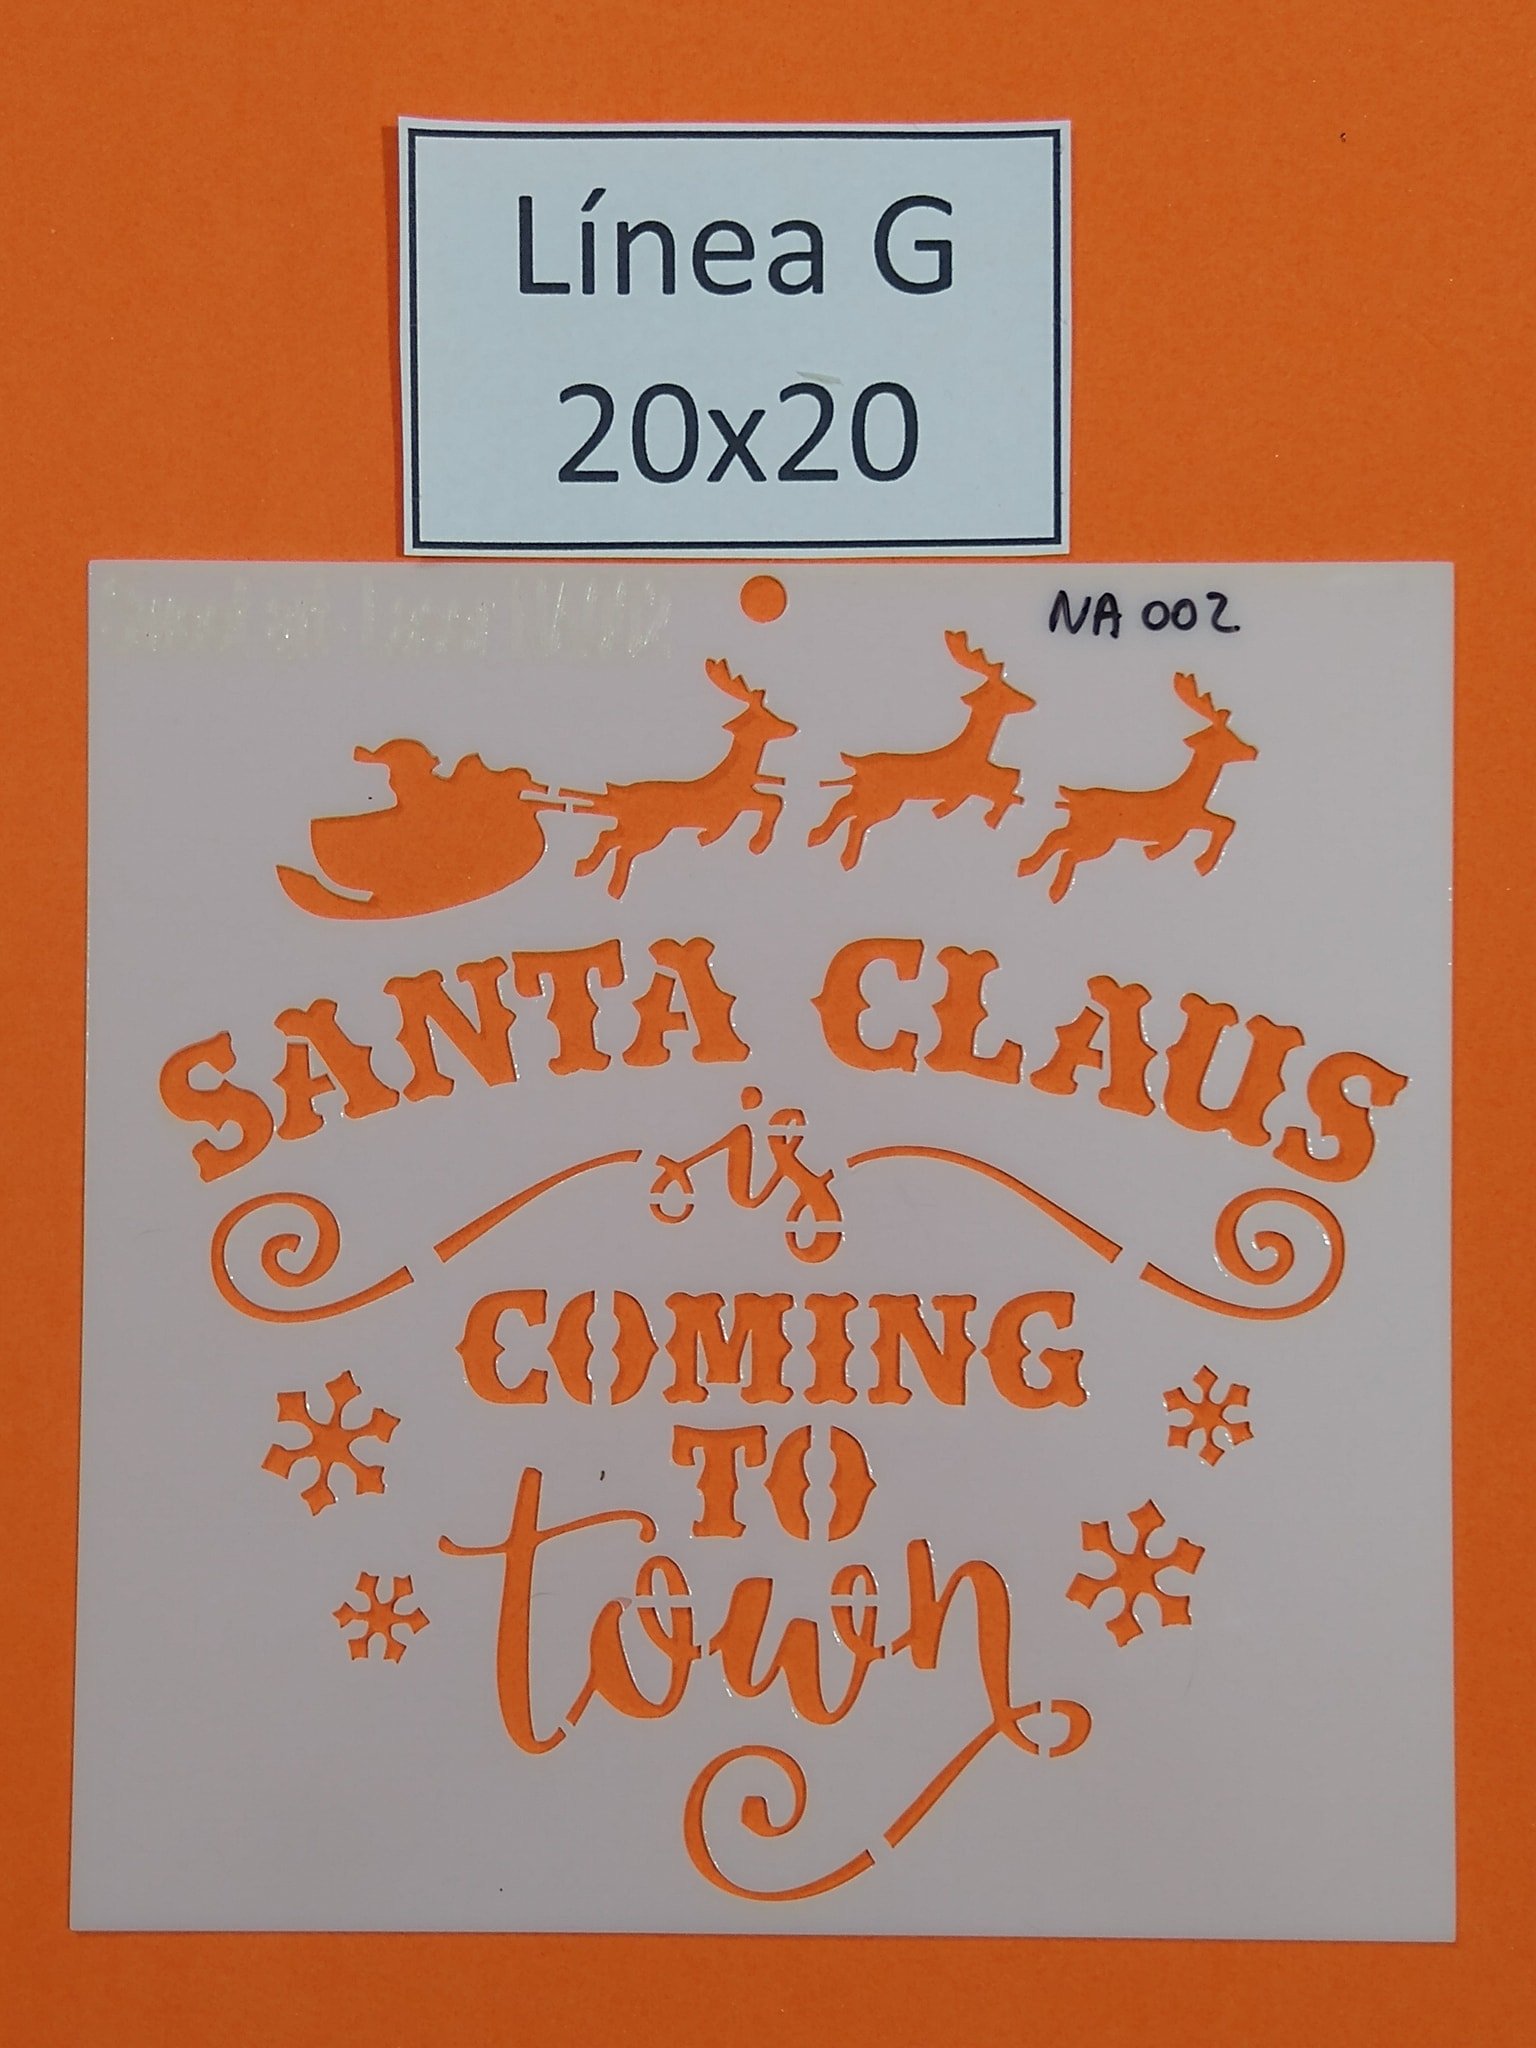 Línea G
20x20
NA 002
SANTA CLAUS
is
COMING
TO
town